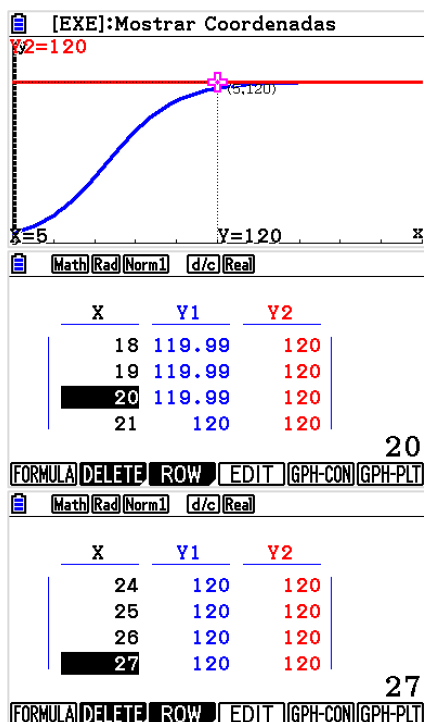 [EXE]:Mostrar Coordenadas
y
Y2=120
(5,120)
X=5
Y=120
x
Math Rad Norm1 d/c Real
X Y1 Y2
18 119.99 120
19 119.99 120
20 119.99 120
21 120 120
20
FORMULA DELETE ROW EDIT GPH-CON GPH-PLT
Math Rad Norm1 d/c Real
X Y1 Y2
24 120 120
25 120 120
26 120 120
27 120 120
27
FORMULA DELETE ROW EDIT GPH-CON GPH-PLT